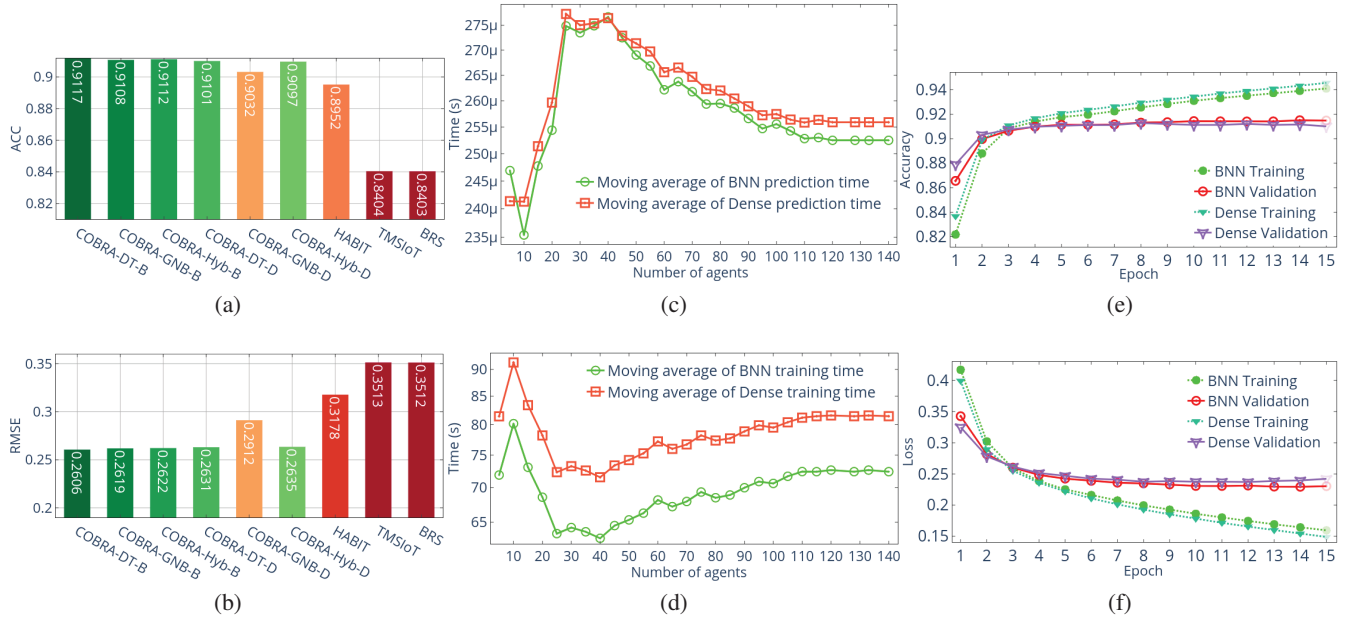 ACC
0.9
0.88
0.86
0.84
0.82
0.9117
0.9108
0.9112
0.9101
0.9032
0.9097
0.8952
0.8404
0.8403
COBRA-DT-B
COBRA-GNB-B
COBRA-Hyb-B
COBRA-DT-D
COBRA-GNB-D
COBRA-Hyb-D
HABIT
TMSIoT
BRS
(a)
Time (s)
275µ
270µ
265µ
260µ
255µ
250µ
245µ
240µ
235µ
Moving average of BNN prediction time
Moving average of Dense prediction time
10 20 30 40 50 60 70 80 90 100 110 120 130 140
Number of agents
(c)
Accuracy
0.94
0.92
0.9
0.88
0.86
0.84
0.82
BNN Training
BNN Validation
Dense Training
Dense Validation
1 2 3 4 5 6 7 8 9 10 11 12 13 14 15
Epoch
(e)
RMSE
0.35
0.3
0.25
0.2
0.2606
0.2619
0.2622
0.2631
0.2912
0.2635
0.3178
0.3513
0.3512
COBRA-DT-B
COBRA-GNB-B
COBRA-Hyb-B
COBRA-DT-D
COBRA-GNB-D
COBRA-Hyb-D
HABIT
TMSIoT
BRS
(b)
Time (s)
90
85
80
75
70
65
Moving average of BNN training time
Moving average of Dense training time
10 20 30 40 50 60 70 80 90 100 110 120 130 140
Number of agents
(d)
Loss
0.4
0.35
0.3
0.25
0.2
0.15
BNN Training
BNN Validation
Dense Training
Dense Validation
1 2 3 4 5 6 7 8 9 10 11 12 13 14 15
Epoch
(f)